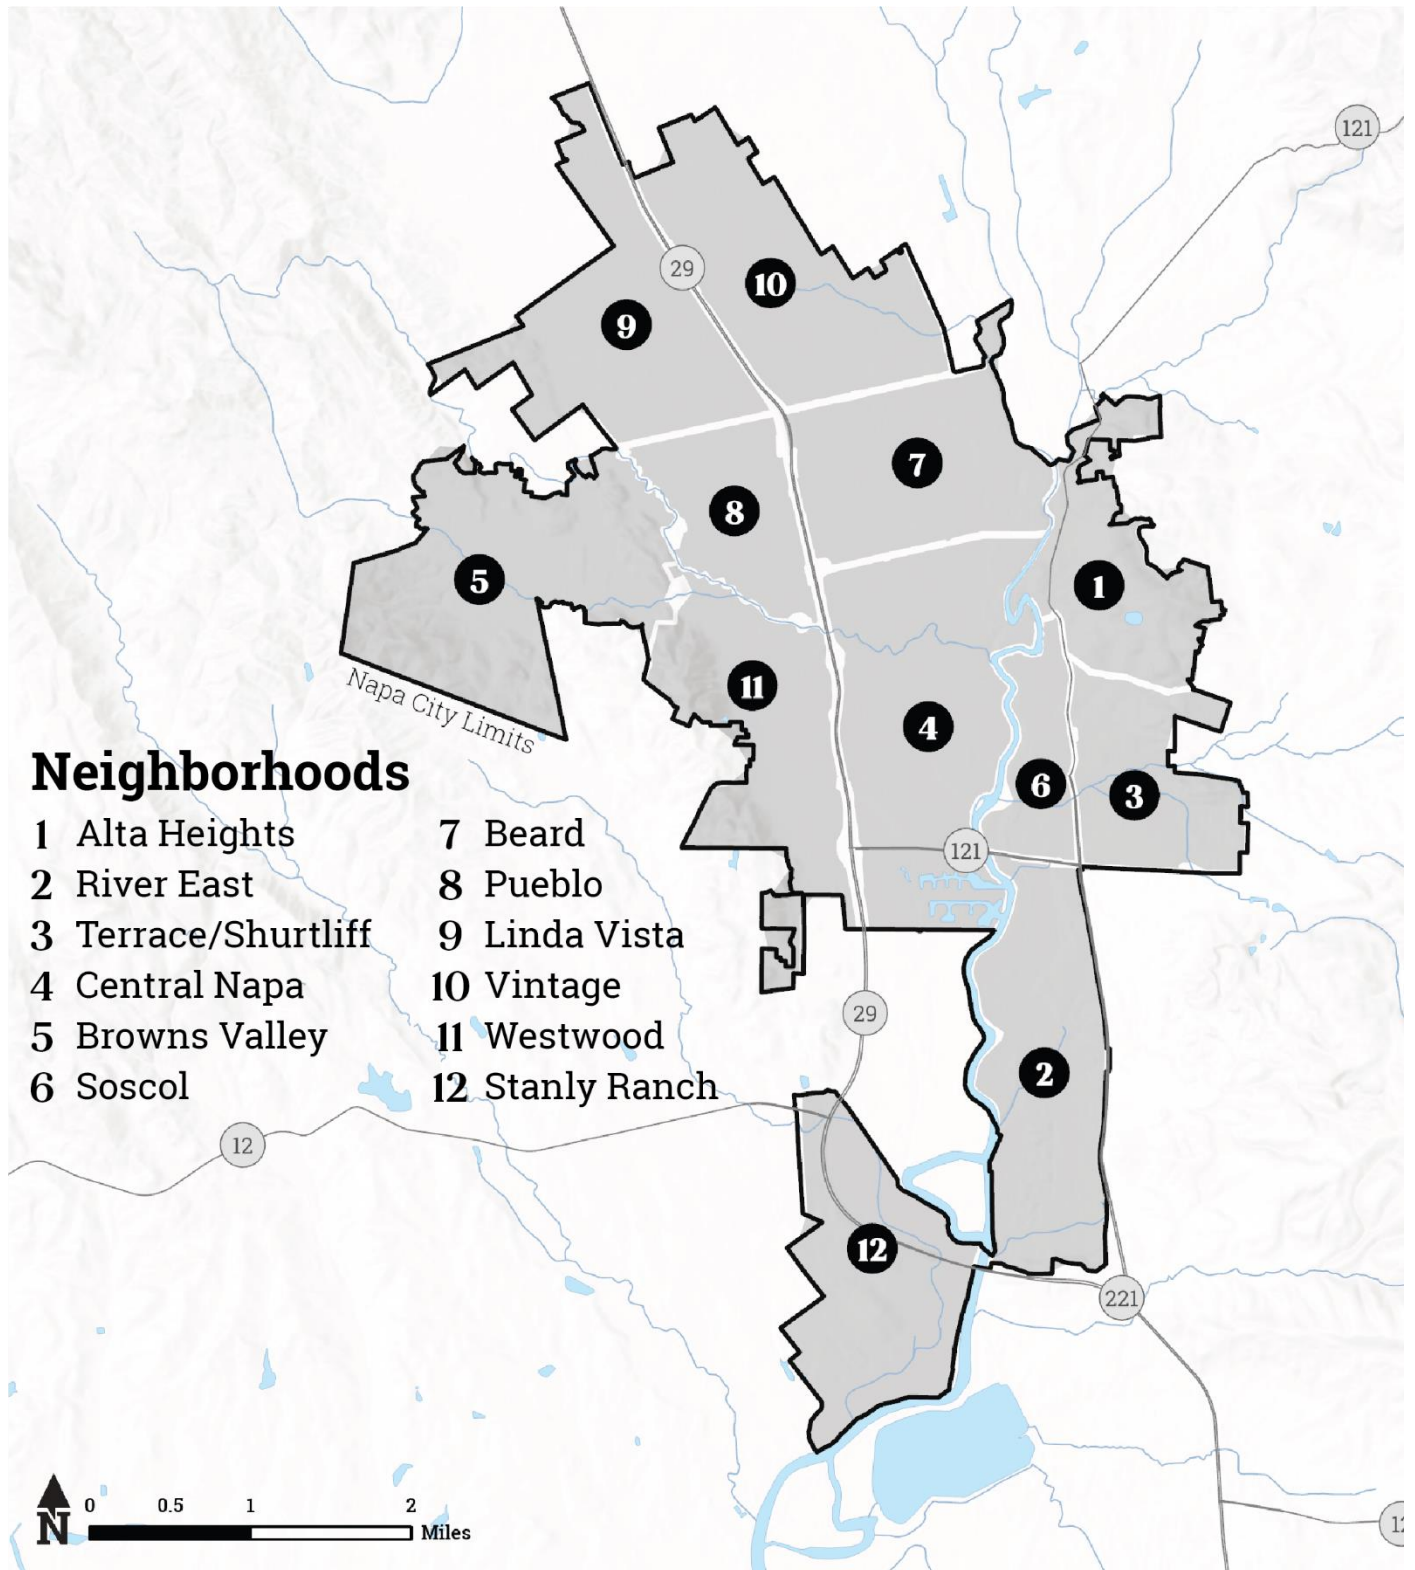 121
29
10
9
7
8
1
5
11
4
6
3
Napa City Limits
121
29
2
12
12
221
Neighborhoods
1 Alta Heights
2 River East
3 Terrace/Shurtliff
4 Central Napa
5 Browns Valley
6 Soscol
7 Beard
8 Pueblo
9 Linda Vista
10 Vintage
11 Westwood
12 Stanly Ranch
N
0 0.5 1 2
Miles